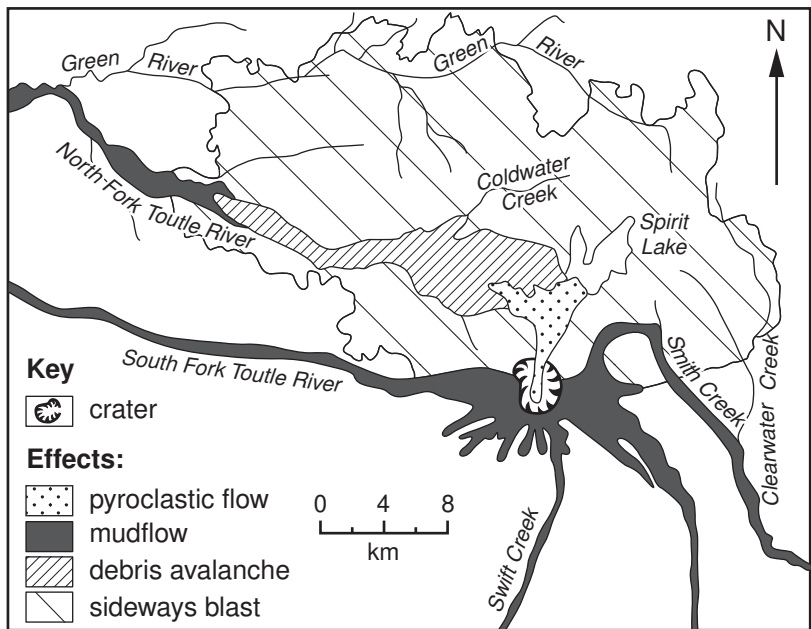 Green River
Green River
N
North Fork Toutle River
Coldwater
Creek
Spirit
Lake
South Fork Toutle River
Smith Creek
Clearwater Creek
Swift Creek
Key
crater
Effects:
pyroclastic flow
mudflow
debris avalanche
sideways blast
0 4 8
km